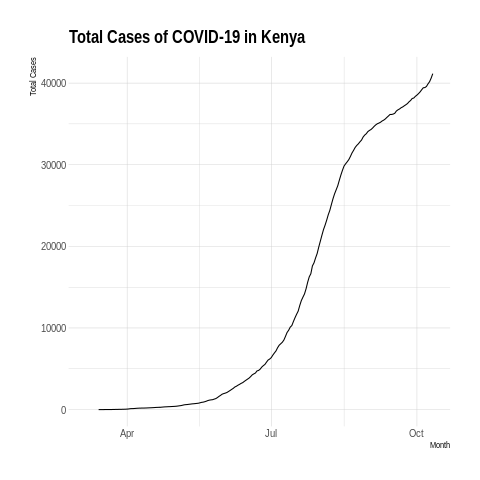 Total Cases of COVID-19 in Kenya
Total Cases
40000
30000
20000
10000
0
Apr
Jul
Oct
Month